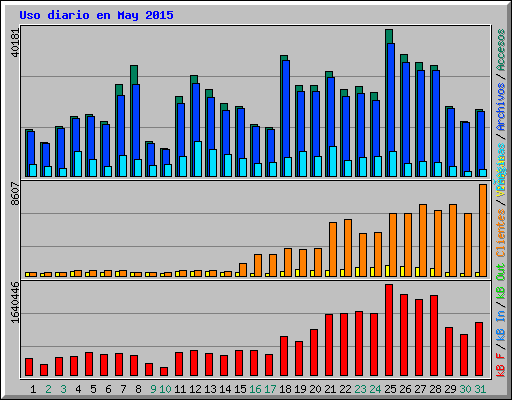 Uso diario en May 2015
40181
8607
1640446
Accesos
/
Archivos
/
Clientes
/
kB F / kB In / kB Out
1 2 3 4 5 6 7 8 9 10 11 12 13 14 15 16 17 18 19 20 21 22 23 24 25 26 27 28 29 30 31